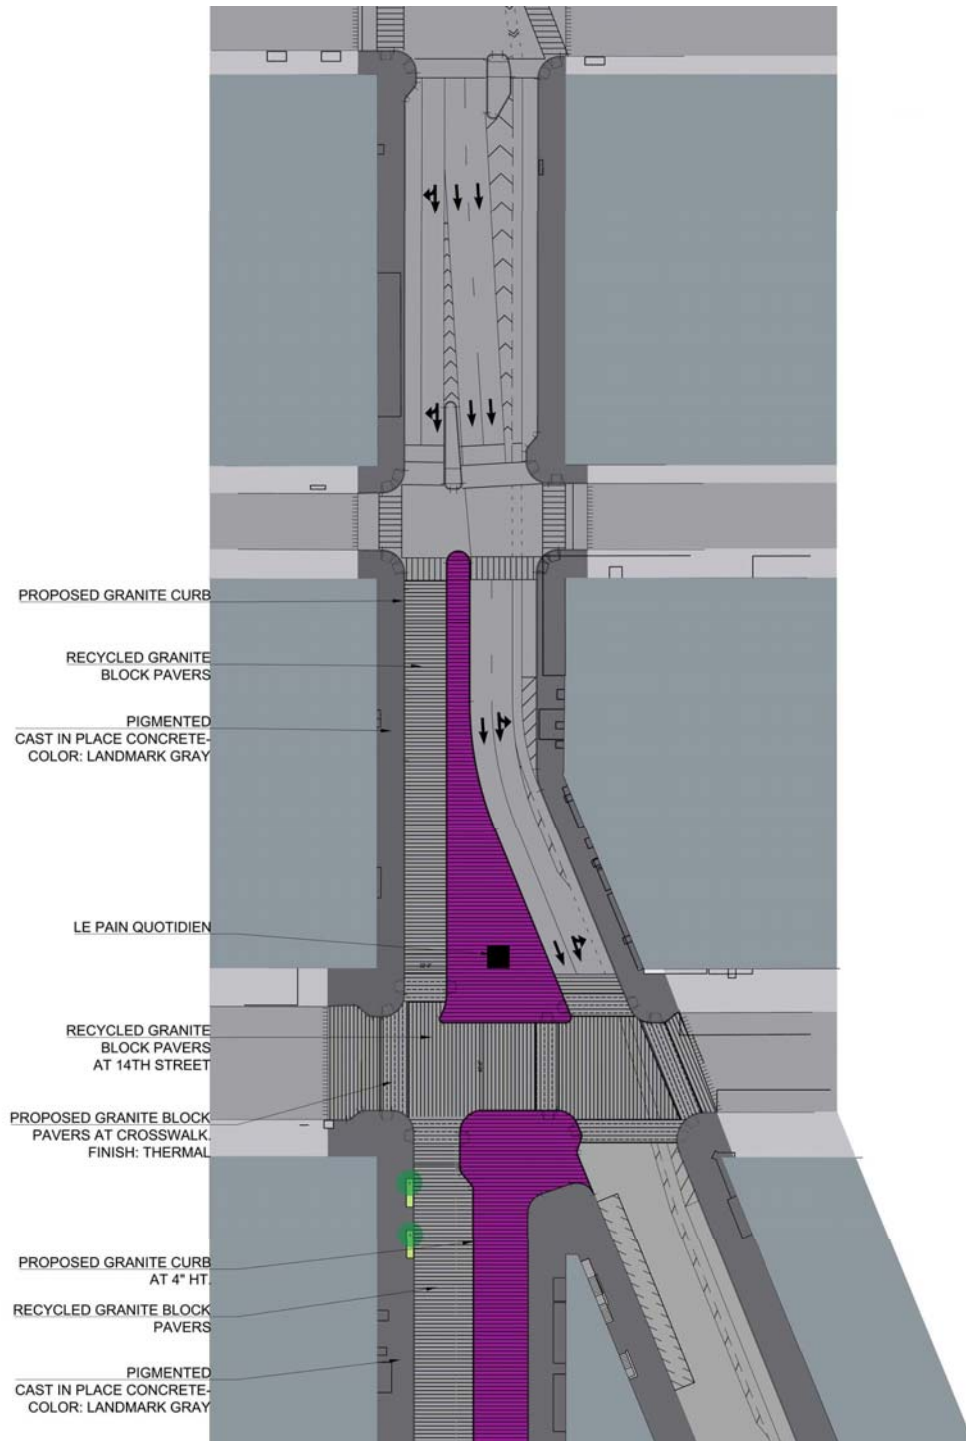 PROPOSED GRANITE CURB
RECYCLED GRANITE
BLOCK PAVERS
PIGMENTED
CAST IN PLACE CONCRETE-
COLOR: LANDMARK GRAY
LE PAIN QUOTIDIEN
RECYCLED GRANITE
BLOCK PAVERS
AT 14TH STREET
PROPOSED GRANITE BLOCK
PAVERS AT CROSSWALK.
FINISH: THERMAL
PROPOSED GRANITE CURB
AT 4" HT.
RECYCLED GRANITE BLOCK
PAVERS
PIGMENTED
CAST IN PLACE CONCRETE-
COLOR: LANDMARK GRAY